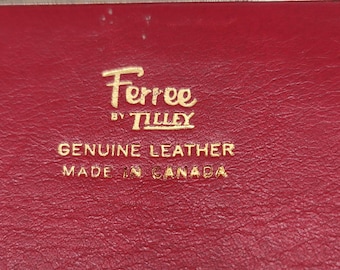 Ferree
BY TILLEY
GENUINE LEATHER
MADE IN CANADA